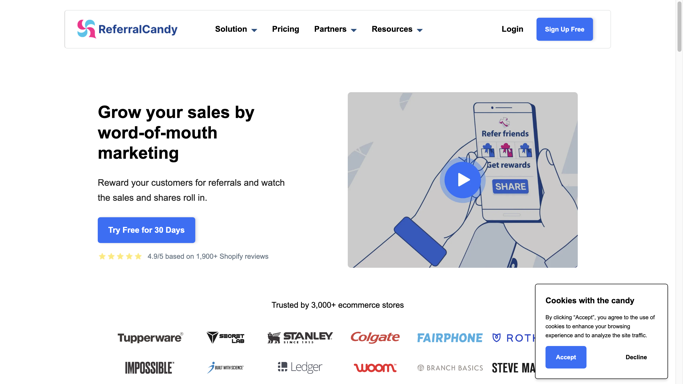 ReferralCandy
Solution
Pricing
Partners
Resources
Login
Sign Up Free
Grow your sales by
word-of-mouth
marketing
Reward your customers for referrals and watch
the sales and shares roll in.
Try Free for 30 Days
4.9/5 based on 1,900+ Shopify reviews
Refer friends
Get rewards
SHARE
Trusted by 3,000+ ecommerce stores
Tupperware
SECRET
LAB
STANLEY
SINCE 1913
Colgate
FAIRPHONE
ROTH
IMPOSSIBLE
BUILT WITH SCIENCE
Ledger
WOOM
BRANCH BASICS
STEVE MA
Cookies with the candy
By clicking "Accept", you agree to the use of
cookies to enhance your browsing
experience and to analyze the site traffic.
Accept
Decline